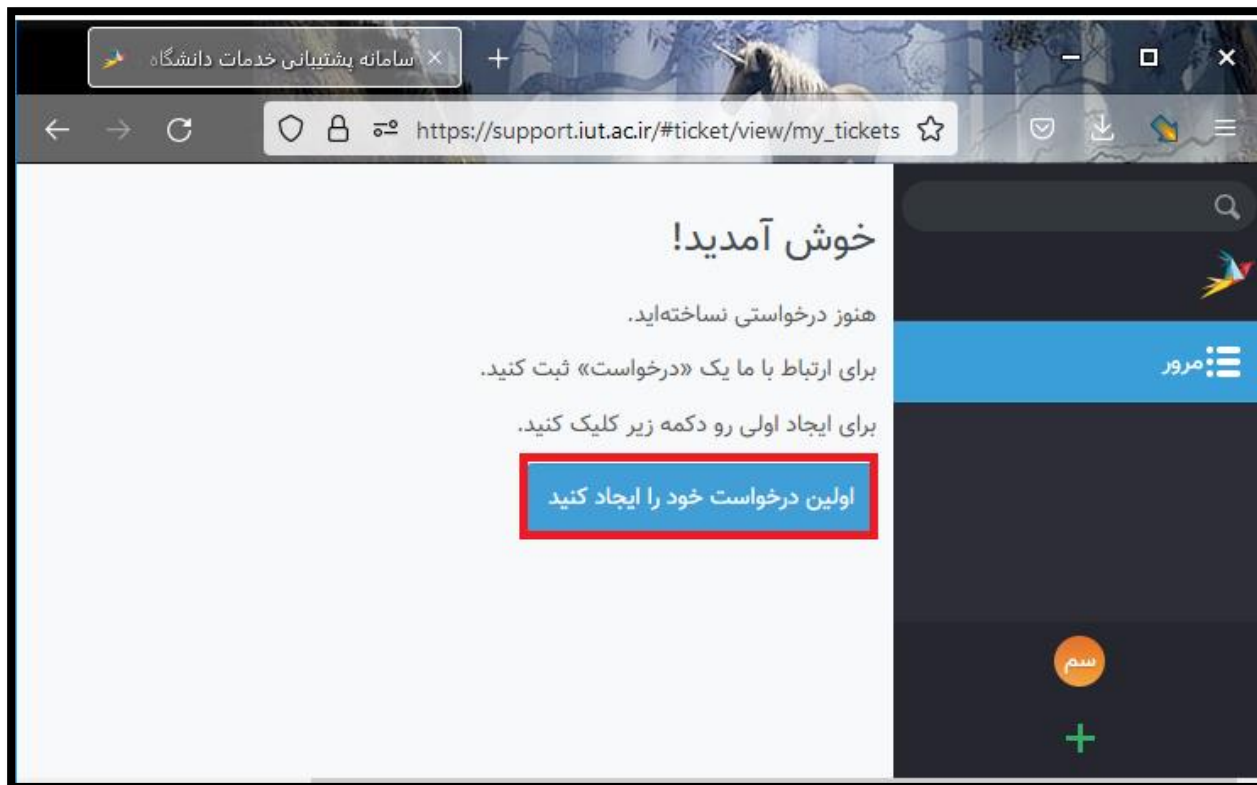 سامانه پشتیبانی خدمات دانشگاه
https://support.iut.ac.ir/#ticket/view/my_tickets
خوش آمدید!
هنوز درخواستی نساخته‌اید.
برای ارتباط با ما یک «درخواست» ثبت کنید.
برای ایجاد اولی رو دکمه زیر کلیک کنید.
اولین درخواست خود را ایجاد کنید
مرور
سم